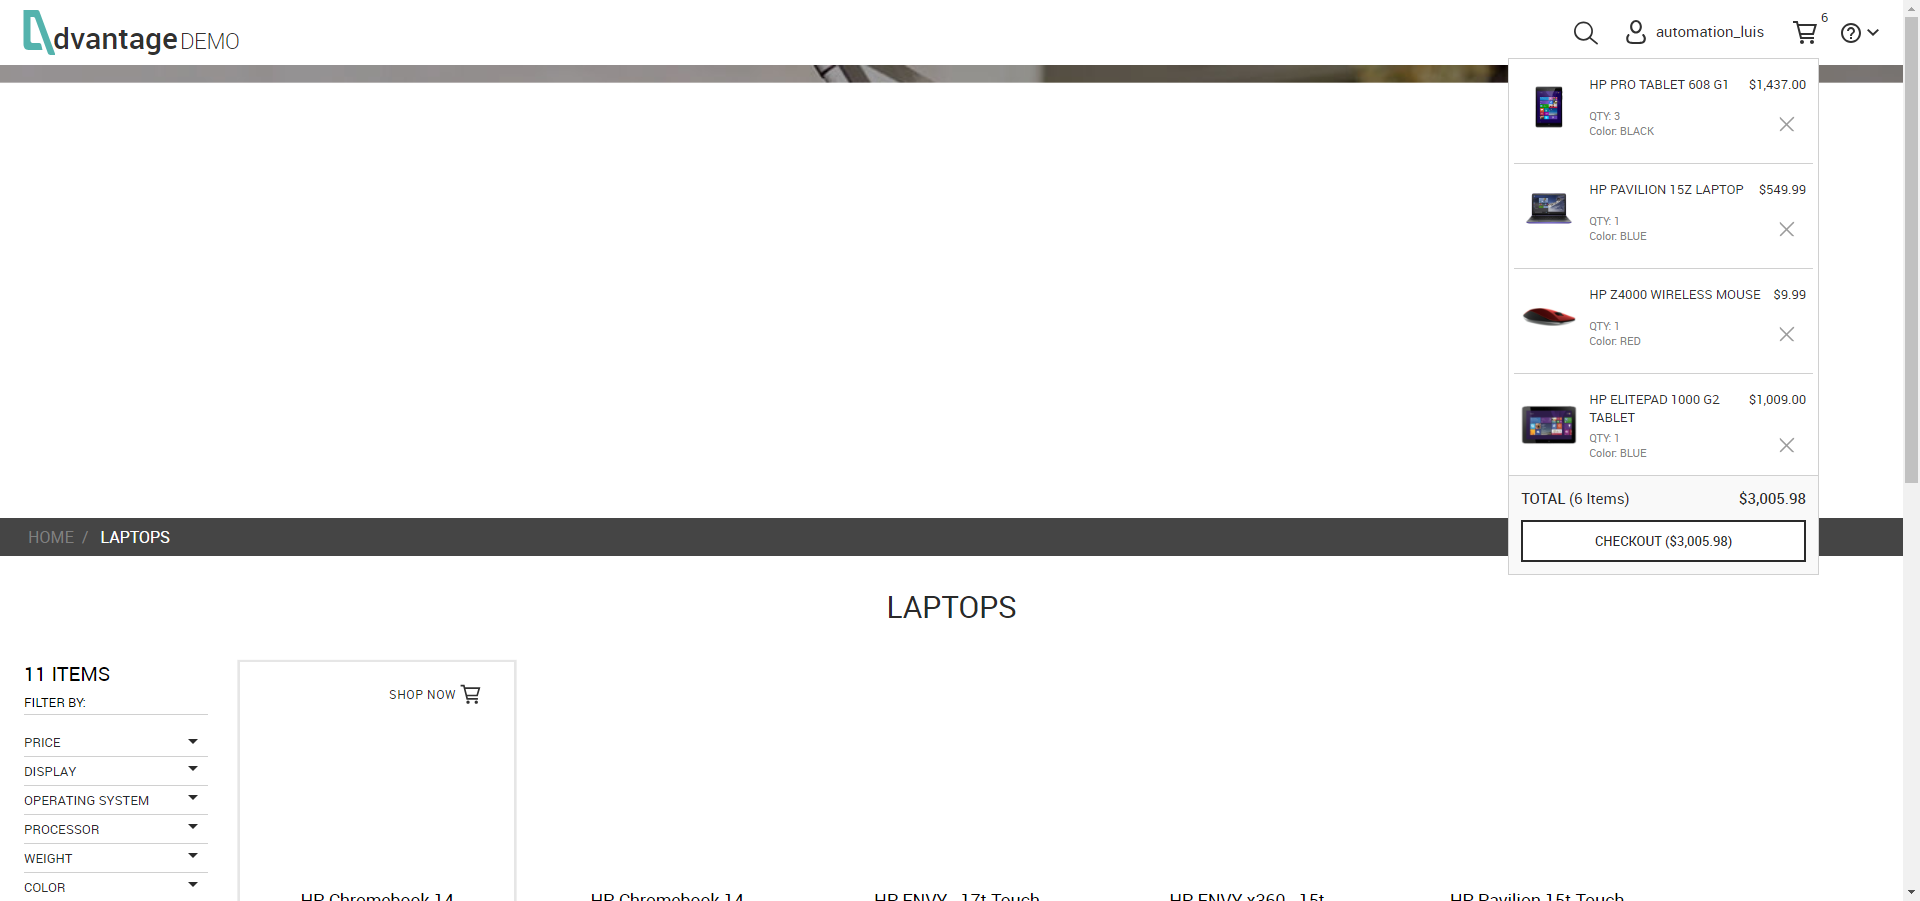 dvantage DEMO
automation_luis
6
HP PRO TABLET 608 G1 $1,437.00
QTY: 3
Color: BLACK
HP PAVILION 15Z LAPTOP $549.99
QTY: 1
Color: BLUE
HP Z4000 WIRELESS MOUSE $9.99
QTY: 1
Color: RED
HP ELITEPAD 1000 G2 $1,009.00
TABLET
QTY: 1
Color: BLUE
TOTAL (6 Items) $3,005.98
CHECKOUT ($3,005.98)
HOME / LAPTOPS
LAPTOPS
11 ITEMS
FILTER BY:
PRICE
DISPLAY
OPERATING SYSTEM
PROCESSOR
WEIGHT
COLOR
SHOP NOW
HP Chromebook 14
HP Chromebook 14
HP ENVY - 17t Touch
HP ENVY x360 - 15t
HP Pavilion 15t Touch